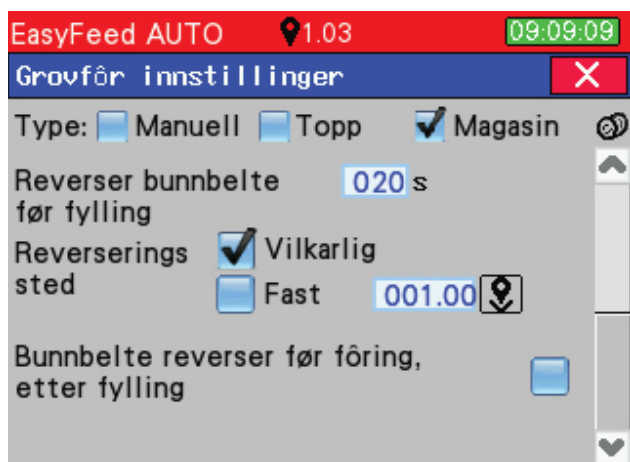 EasyFeed AUTO 1.03 09:09:09
Grovfôr innstillinger X
Type: Manuell Topp Magasin
Reverser bunnbelte 020 s
før fylling
Reverserings Vilkarlig
sted Fast 001.00
Bunnbelte reverser før fôring,
etter fylling